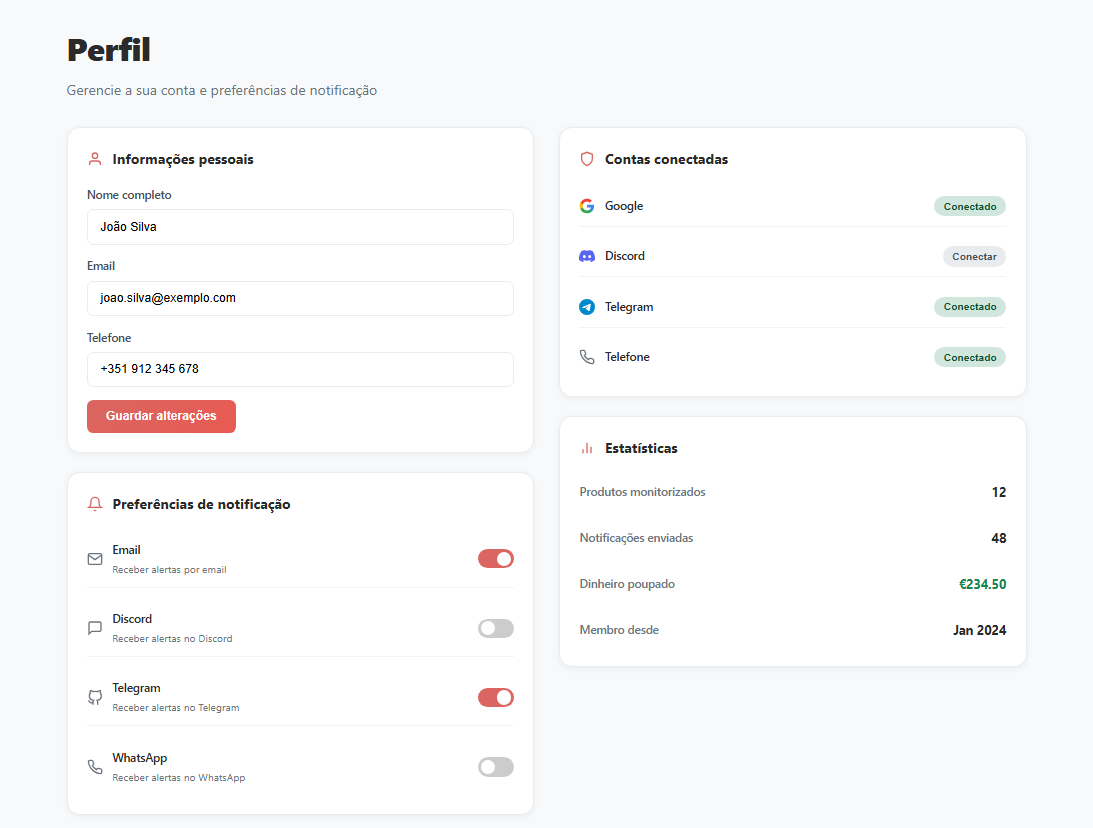 Perfil
Gerencie a sua conta e preferências de notificação
Informações pessoais
Nome completo
João Silva
Email
joao.silva@exemplo.com
Telefone
+351 912 345 678
Guardar alterações
Preferências de notificação
Email
Receber alertas por email
Discord
Receber alertas no Discord
Telegram
Receber alertas no Telegram
WhatsApp
Receber alertas no WhatsApp
Contas conectadas
Google Conectado
Discord Conectar
Telegram Conectado
Telefone Conectado
Estatísticas
Produtos monitorizados 12
Notificações enviadas 48
Dinheiro poupado €234.50
Membro desde Jan 2024